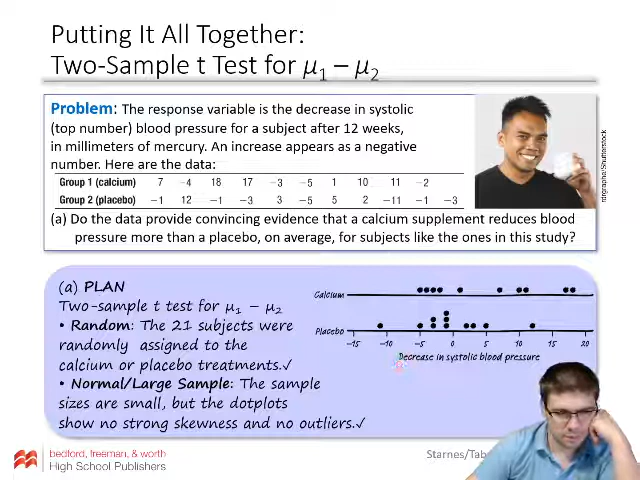 Putting It All Together:
Two-Sample t Test for μ₁ − μ₂
Problem: The response variable is the decrease in systolic
(top number) blood pressure for a subject after 12 weeks,
in millimeters of mercury. An increase appears as a negative
number. Here are the data:
Group 1 (calcium) 7 −4 18 17 −3 −5 1 10 11 −2
Group 2 (placebo) −1 12 −1 −3 3 −5 5 2 −11 −1 −3
(a) Do the data provide convincing evidence that a calcium supplement reduces blood
pressure more than a placebo, on average, for subjects like the ones in this study?
rdgraphe/Shutterstock
(a) PLAN
Two-sample t test for μ₁ − μ₂
• Random: The 21 subjects were
randomly assigned to the
calcium or placebo treatments.✓
• Normal/Large Sample: The sample
sizes are small, but the dotplots
show no strong skewness and no outliers.✓
Calcium
Placebo
−15 −10 −5 0 5 10 15 20
Decrease in systolic blood pressure
bedford, freeman, & worth
High School Publishers
Starnes/Tab